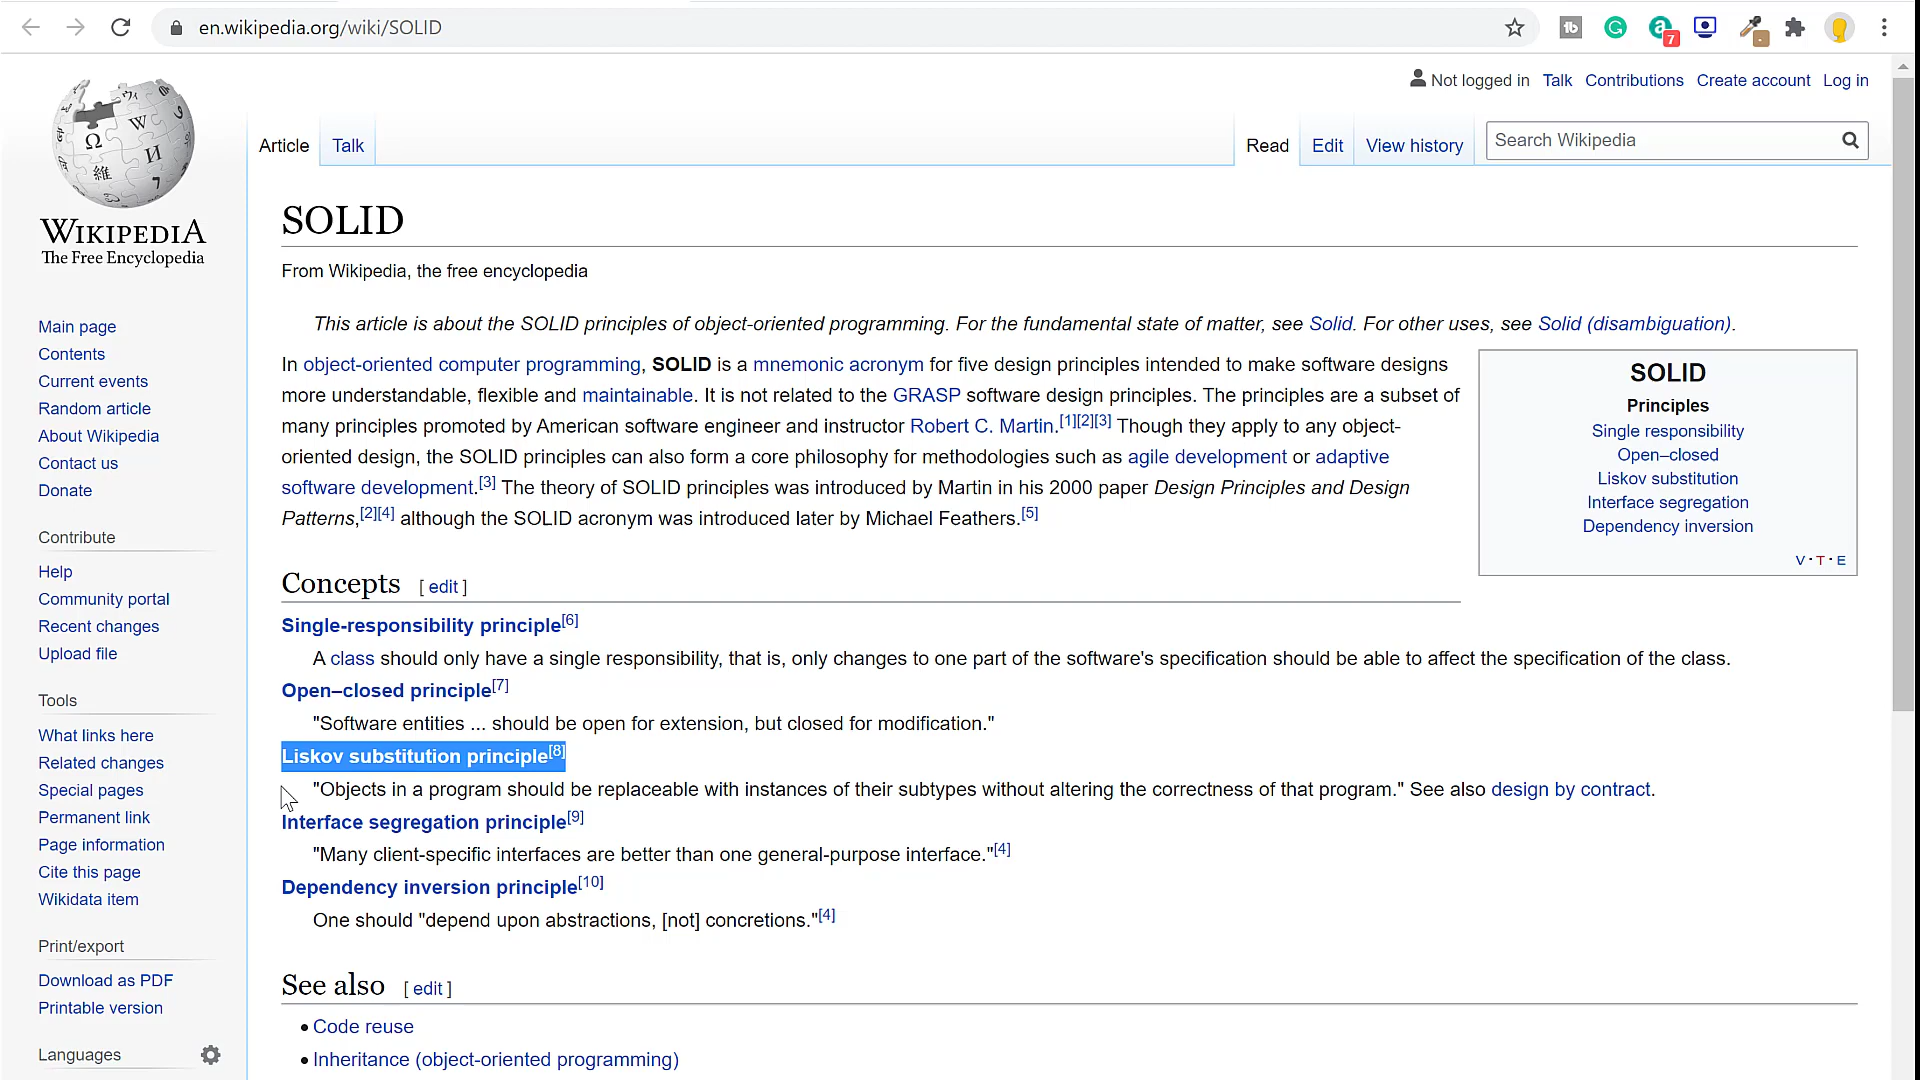 en.wikipedia.org/wiki/SOLID
7
Not logged in Talk Contributions Create account Log in
Article Talk Read Edit View history Search Wikipedia
WIKIPEDIA
The Free Encyclopedia
Main page
Contents
Current events
Random article
About Wikipedia
Contact us
Donate
Contribute
Help
Community portal
Recent changes
Upload file
Tools
What links here
Related changes
Special pages
Permanent link
Page information
Cite this page
Wikidata item
Print/export
Download as PDF
Printable version
Languages
SOLID
From Wikipedia, the free encyclopedia
This article is about the SOLID principles of object-oriented programming. For the fundamental state of matter, see Solid. For other uses, see Solid (disambiguation).
In object-oriented computer programming, SOLID is a mnemonic acronym for five design principles intended to make software designs
more understandable, flexible and maintainable. It is not related to the GRASP software design principles. The principles are a subset of
many principles promoted by American software engineer and instructor Robert C. Martin.[1][2][3] Though they apply to any object-
oriented design, the SOLID principles can also form a core philosophy for methodologies such as agile development or adaptive
software development.[3] The theory of SOLID principles was introduced by Martin in his 2000 paper Design Principles and Design
Patterns,[2][4] although the SOLID acronym was introduced later by Michael Feathers.[5]
SOLID
Principles
Single responsibility
Open–closed
Liskov substitution
Interface segregation
Dependency inversion
V · T · E
Concepts [ edit ]
Single-responsibility principle[6]
A class should only have a single responsibility, that is, only changes to one part of the software's specification should be able to affect the specification of the class.
Open–closed principle[7]
"Software entities ... should be open for extension, but closed for modification."
Liskov substitution principle[8]
"Objects in a program should be replaceable with instances of their subtypes without altering the correctness of that program." See also design by contract.
Interface segregation principle[9]
"Many client-specific interfaces are better than one general-purpose interface."[4]
Dependency inversion principle[10]
One should "depend upon abstractions, [not] concretions."[4]
See also [ edit ]
• Code reuse
• Inheritance (object-oriented programming)